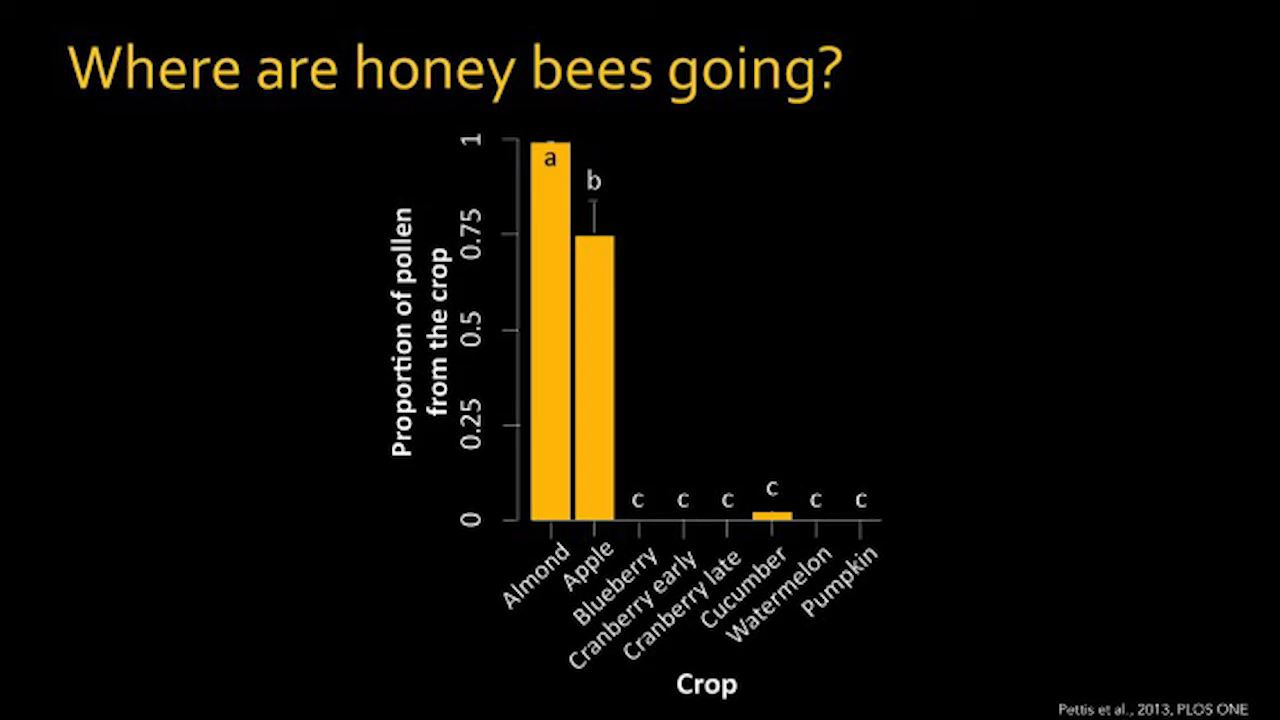 Where are honey bees going?
Proportion of pollen
from the crop
1
0.75
0.5
0.25
0
a
b
c
c
c
c
c
c
Almond
Apple
Blueberry
Cranberry early
Cranberry late
Cucumber
Watermelon
Pumpkin
Crop
Pettis et al., 2013, PLOS ONE